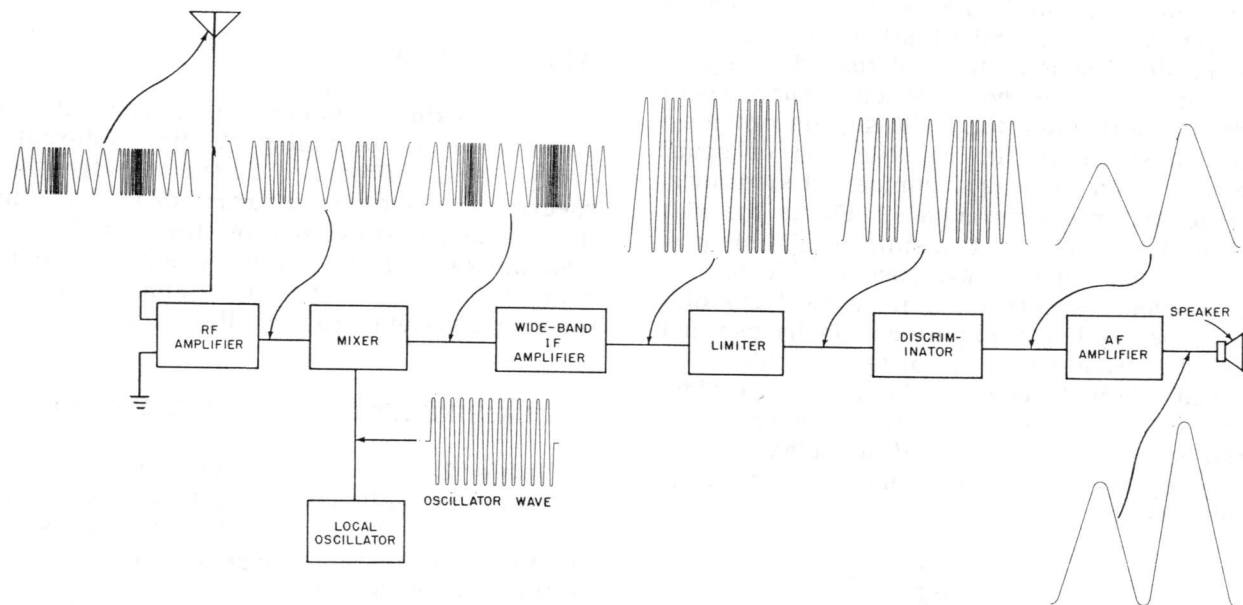 SPEAKER
RF
AMPLIFIER
MIXER
WIDE-BAND
IF
AMPLIFIER
LIMITER
DISCRIM-
INATOR
AF
AMPLIFIER
OSCILLATOR WAVE
LOCAL
OSCILLATOR